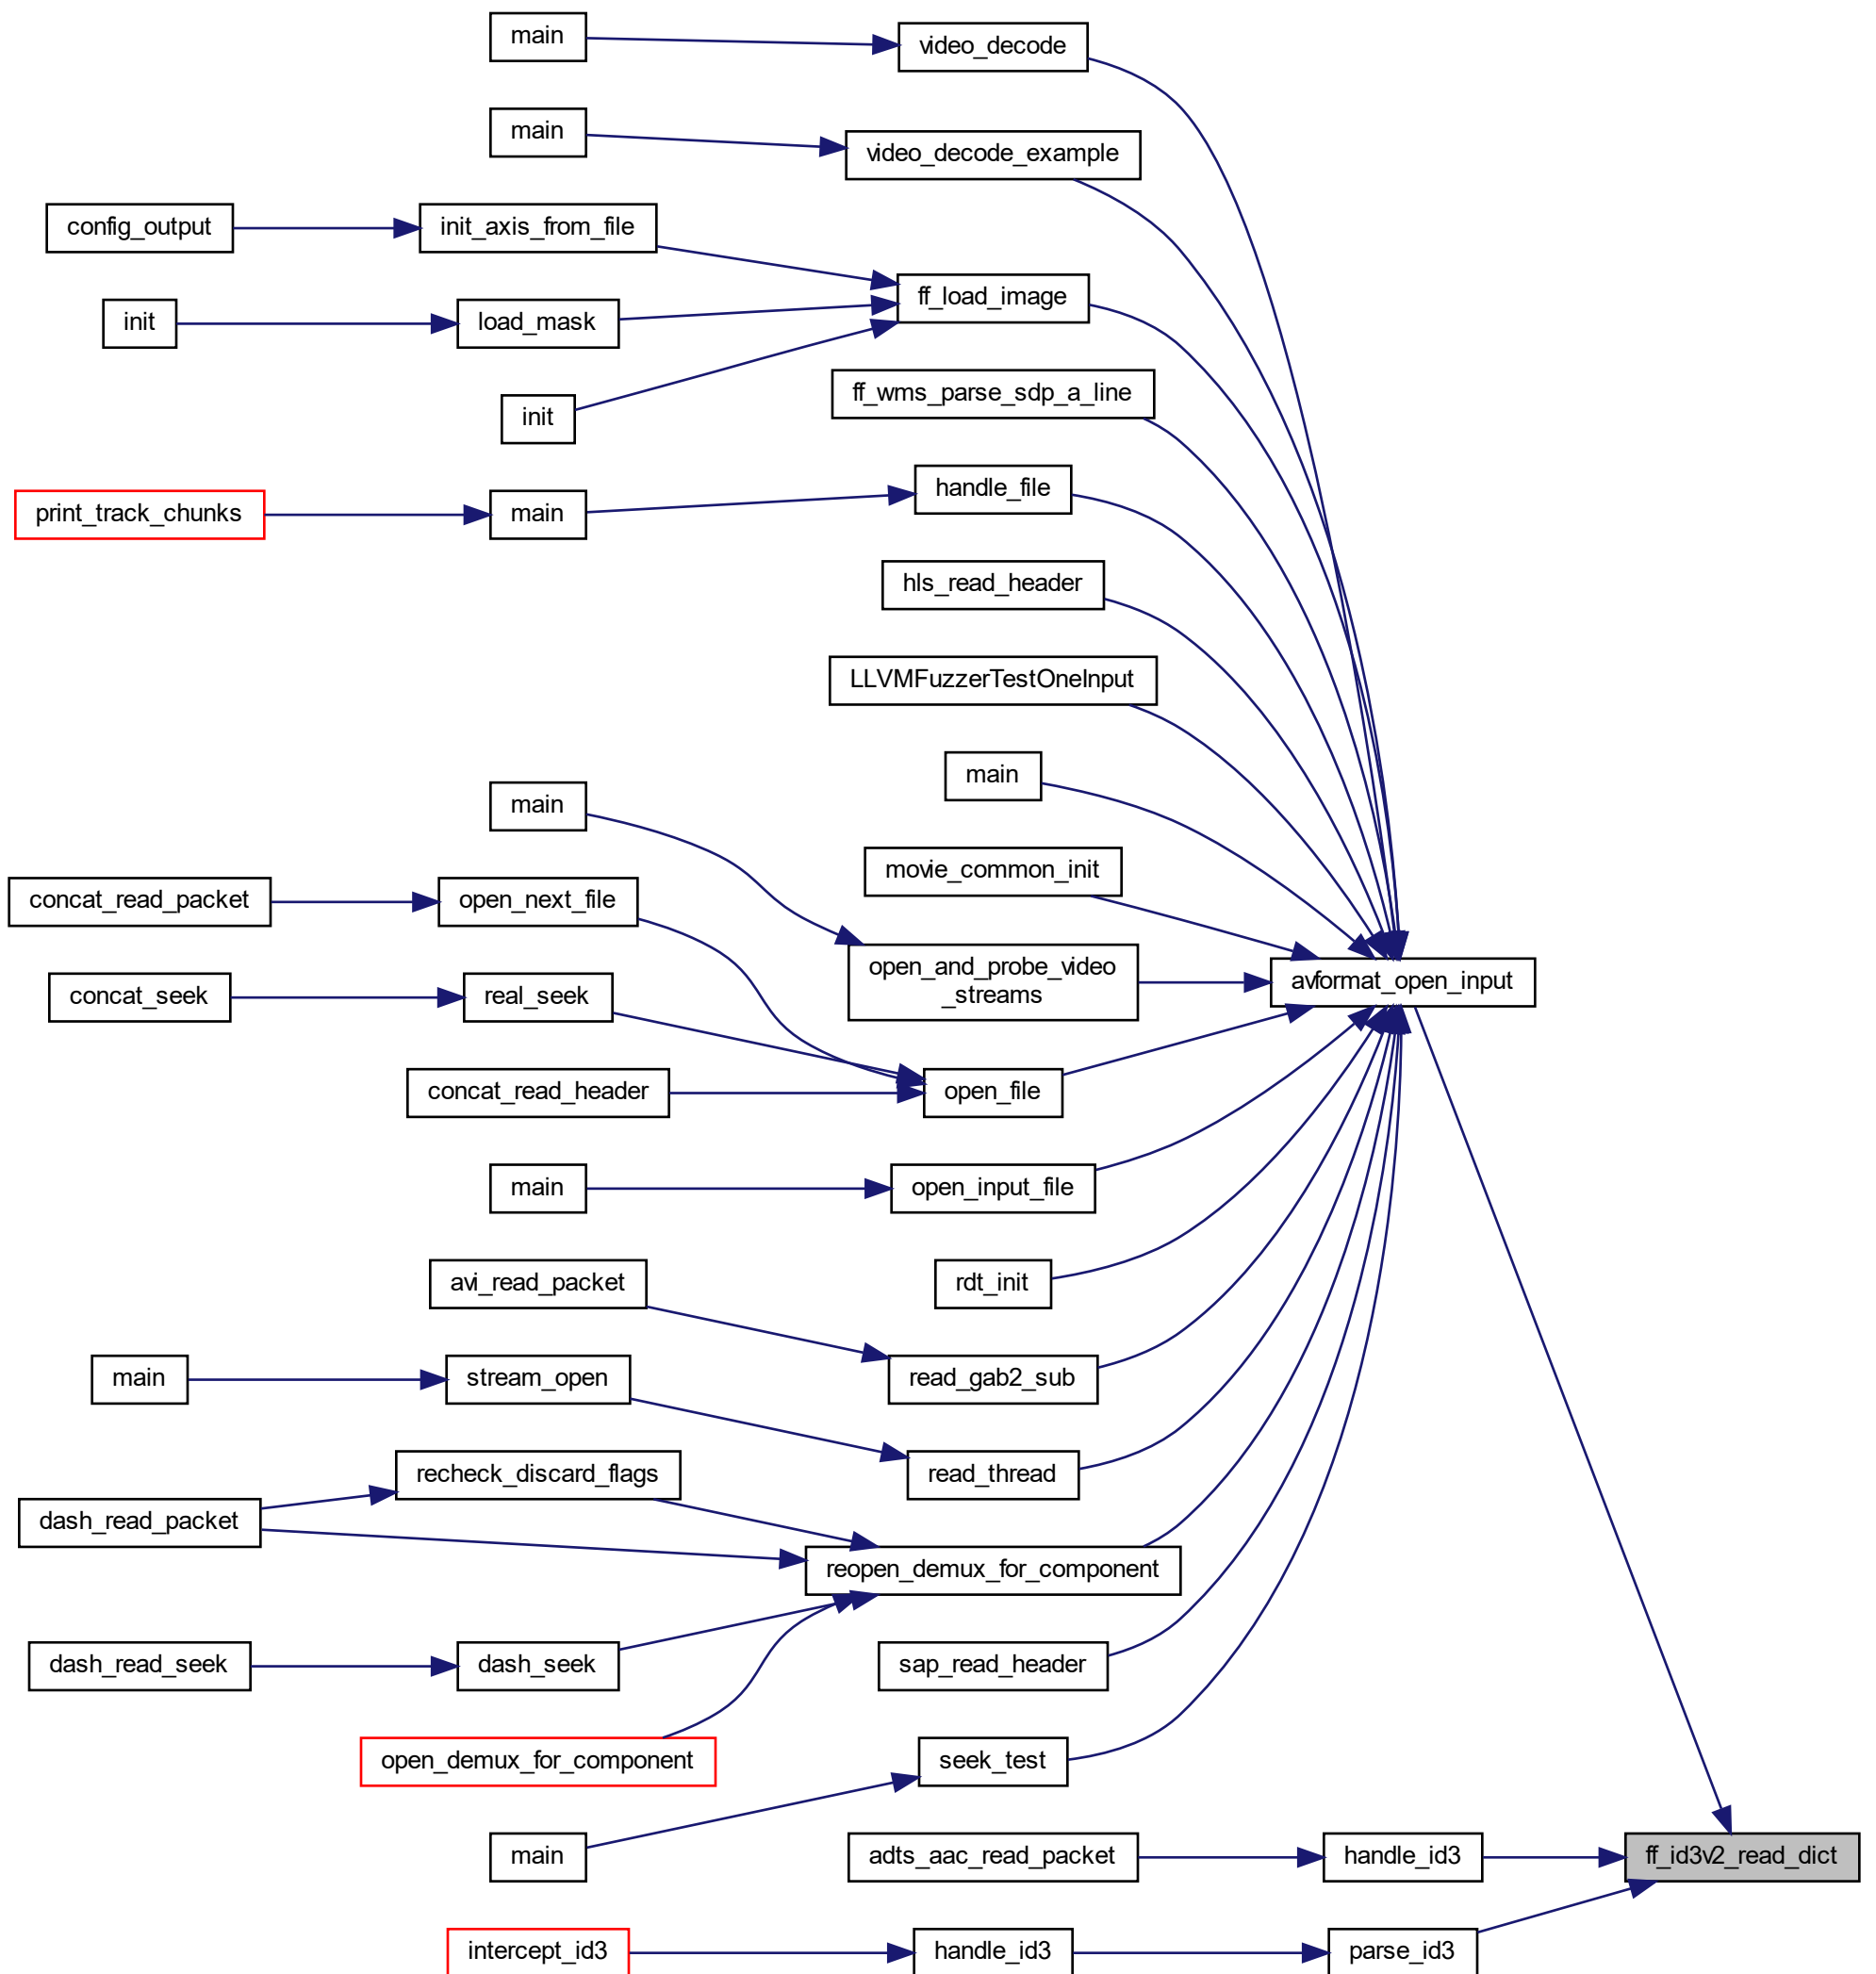 main
video_decode
main
video_decode_example
config_output
init_axis_from_file
ff_load_image
init
load_mask
ff_wms_parse_sdp_a_line
init
handle_file
print_track_chunks
main
hls_read_header
LLVMFuzzerTestOneInput
main
main
movie_common_init
concat_read_packet
open_next_file
open_and_probe_video
_streams
avformat_open_input
concat_seek
real_seek
concat_read_header
open_file
main
open_input_file
avi_read_packet
rdt_init
main
stream_open
read_gab2_sub
recheck_discard_flags
read_thread
dash_read_packet
reopen_demux_for_component
dash_read_seek
dash_seek
sap_read_header
open_demux_for_component
seek_test
main
adts_aac_read_packet
handle_id3
ff_id3v2_read_dict
intercept_id3
handle_id3
parse_id3